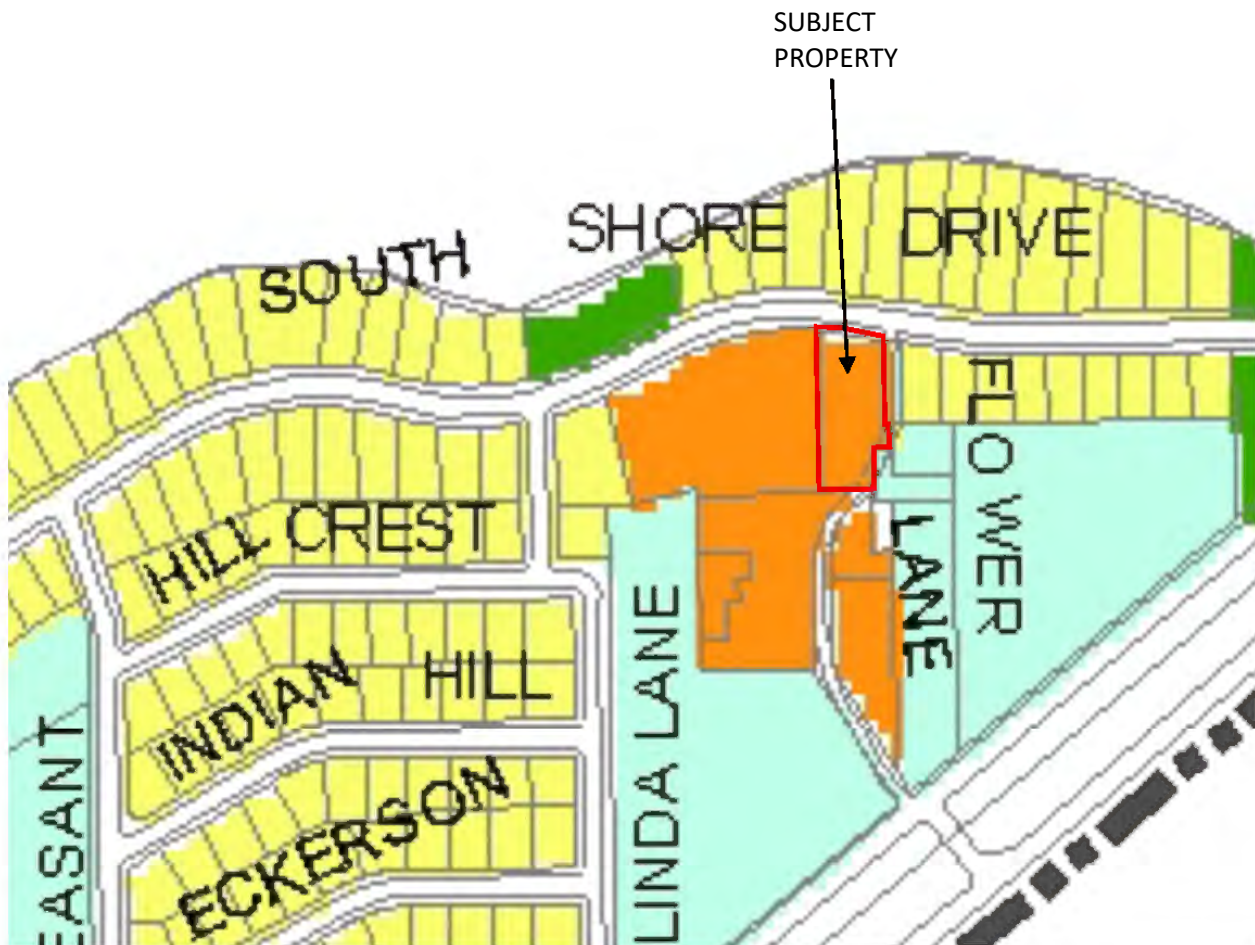 SUBJECT
PROPERTY
SOUTH SHORE DRIVE
FLOWER LANE
HILL CREST
INDIAN HILL
ECKERSON
LINDA LANE
EASANT